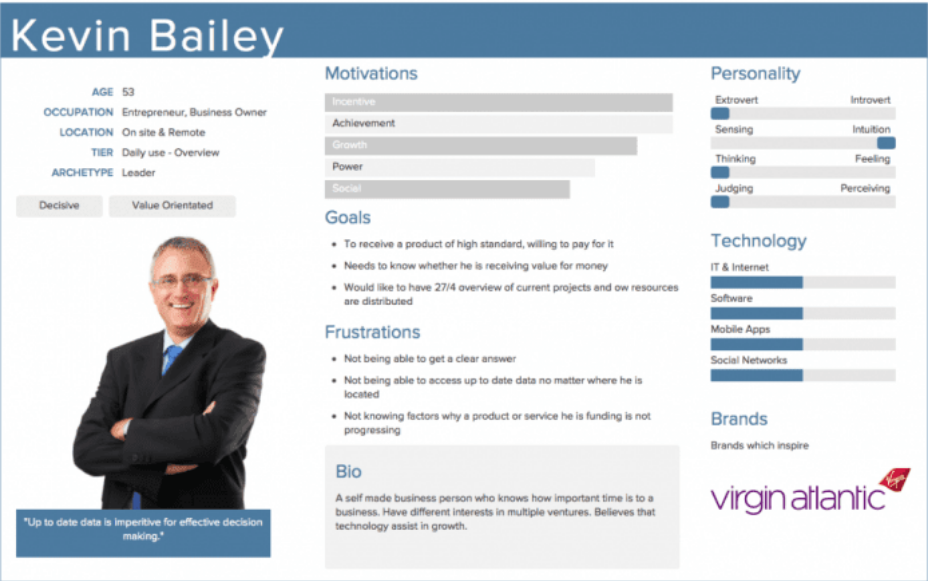 Kevin Bailey
AGE 53
OCCUPATION Entrepreneur, Business Owner
LOCATION On site & Remote
TIER Daily use - Overview
ARCHETYPE Leader
Decisive Value Orientated
"Up to date data is imperitive for effective decision
making."
Motivations
Incentive
Achievement
Growth
Power
Social
Goals
To receive a product of high standard, willing to pay for it
Needs to know whether he is receiving value for money
Would like to have 27/4 overview of current projects and ow resources
are distributed
Frustrations
Not being able to get a clear answer
Not being able to access up to date data no matter where he is
located
Not knowing factors why a product or service he is funding is not
progressing
Bio
A self made business person who knows how important time is to a
business. Have different interests in multiple ventures. Believes that
technology assist in growth.
Personality
Extrovert Introvert
Sensing Intuition
Thinking Feeling
Judging Perceiving
Technology
IT & Internet
Software
Mobile Apps
Social Networks
Brands
Brands which inspire
virgin atlantic
Virgin